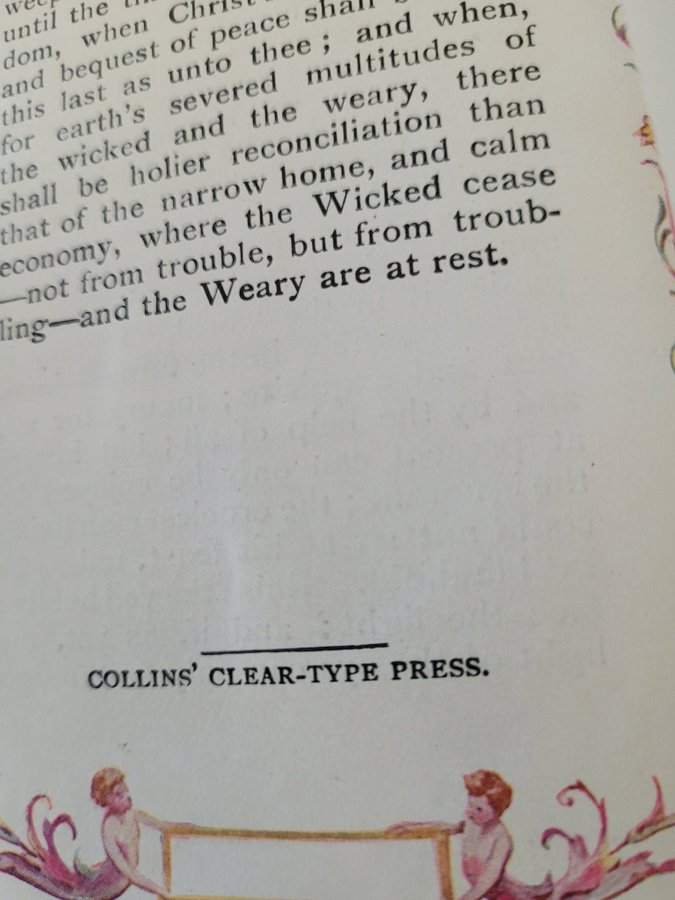 until the
dom, when Christ
and bequest of peace shall
this last as unto thee; and when,
for earth's severed multitudes of
the wicked and the weary, there
shall be holier reconciliation than
that of the narrow home, and calm
economy, where the Wicked cease
—not from trouble, but from troub-
ling—and the Weary are at rest.
COLLINS' CLEAR-TYPE PRESS.